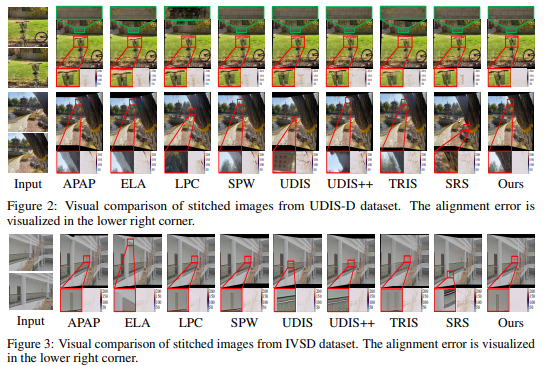 Input APAP ELA LPC SPW UDIS UDIS++ TRIS SRS Ours
Figure 2: Visual comparison of stitched images from UDIS-D dataset. The alignment error is
visualized in the lower right corner.
Input APAP ELA LPC SPW UDIS UDIS++ TRIS SRS Ours
Figure 3: Visual comparison of stitched images from IVSD dataset. The alignment error is visualized
in the lower right corner.